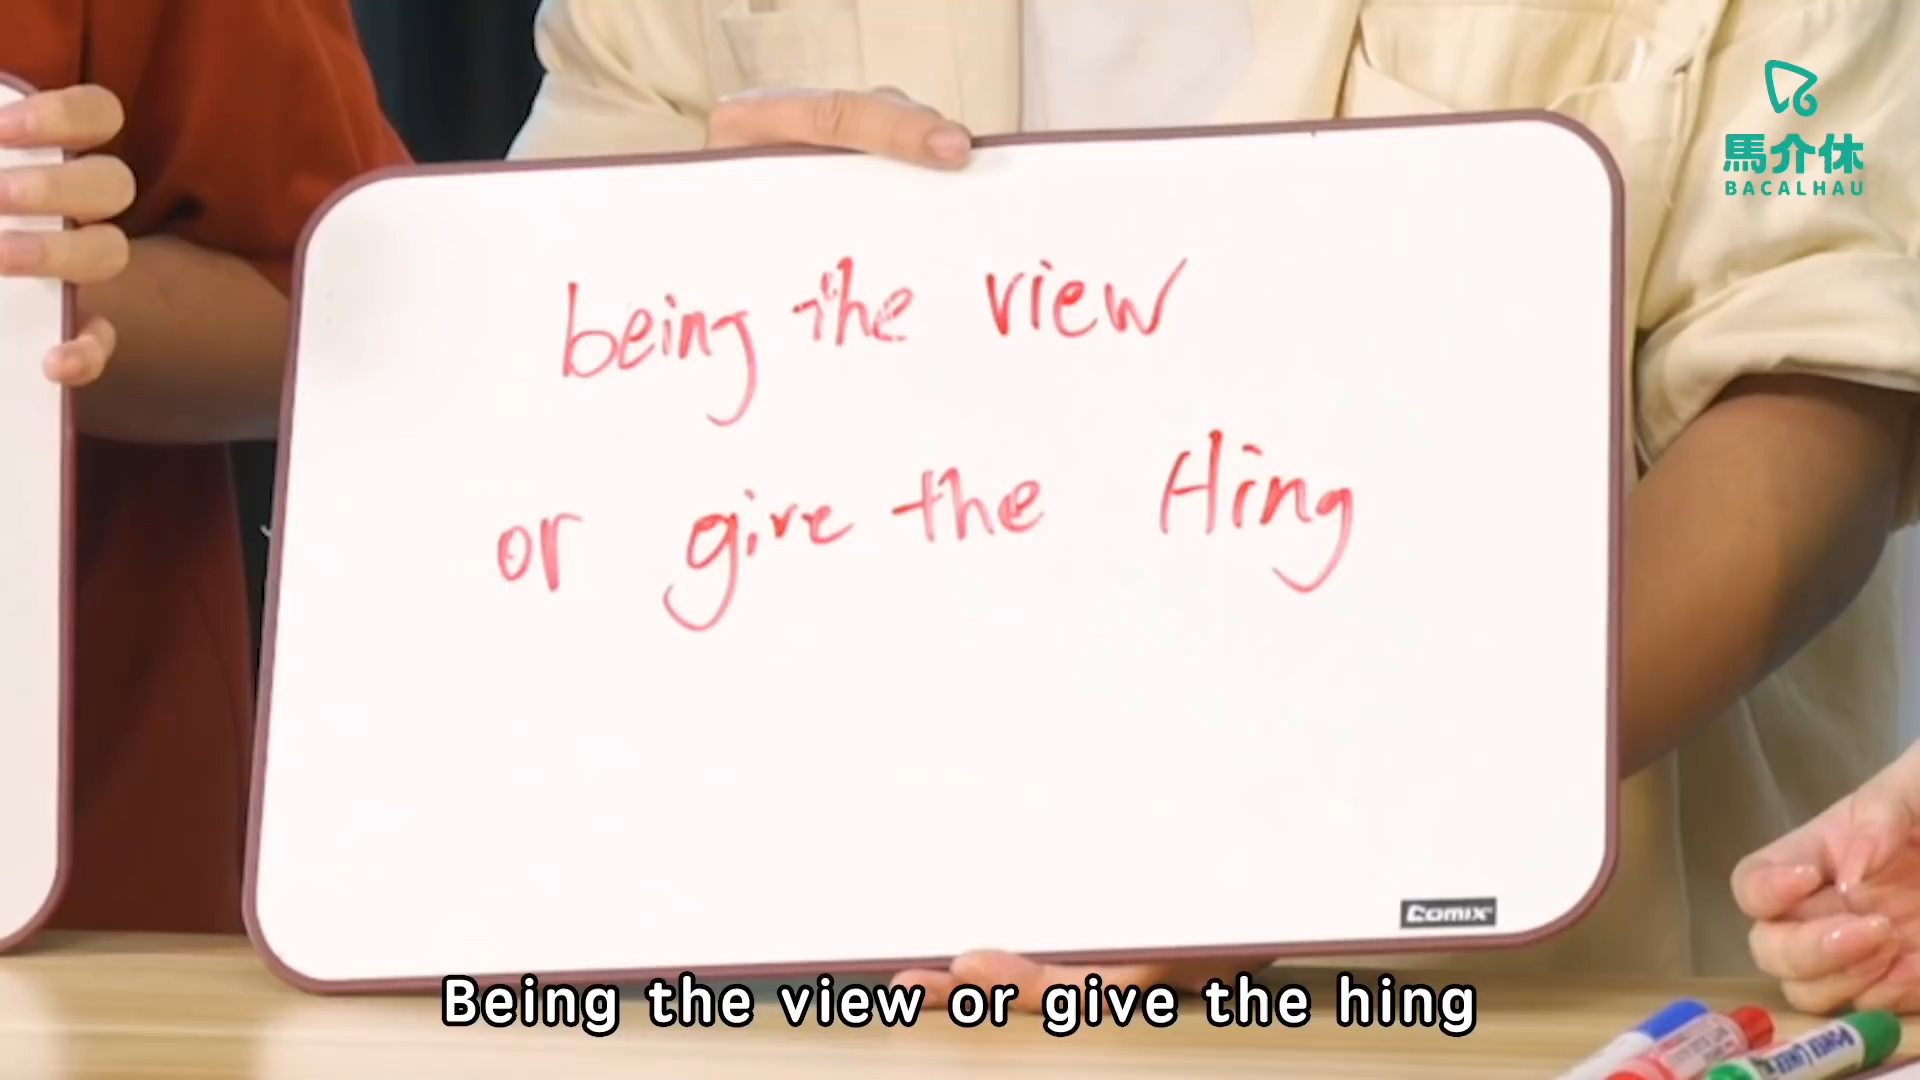 馬介休
BACALHAU
being the view
or give the Hing
Comix
Being the view or give the hing